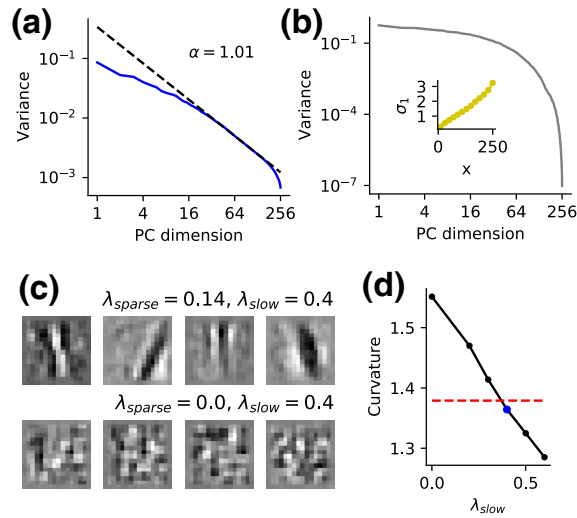 (a)
α = 1.01
Variance
10⁻¹
10⁻²
10⁻³
1 4 16 64 256
PC dimension
(b)
Variance
10⁻¹
10⁻⁴
10⁻⁷
σ₁
3
2
1
0 250
x
1 4 16 64 256
PC dimension
(c)
λsparse = 0.14, λslow = 0.4
λsparse = 0.0, λslow = 0.4
(d)
Curvature
1.5
1.4
1.3
0.0 0.5
λslow